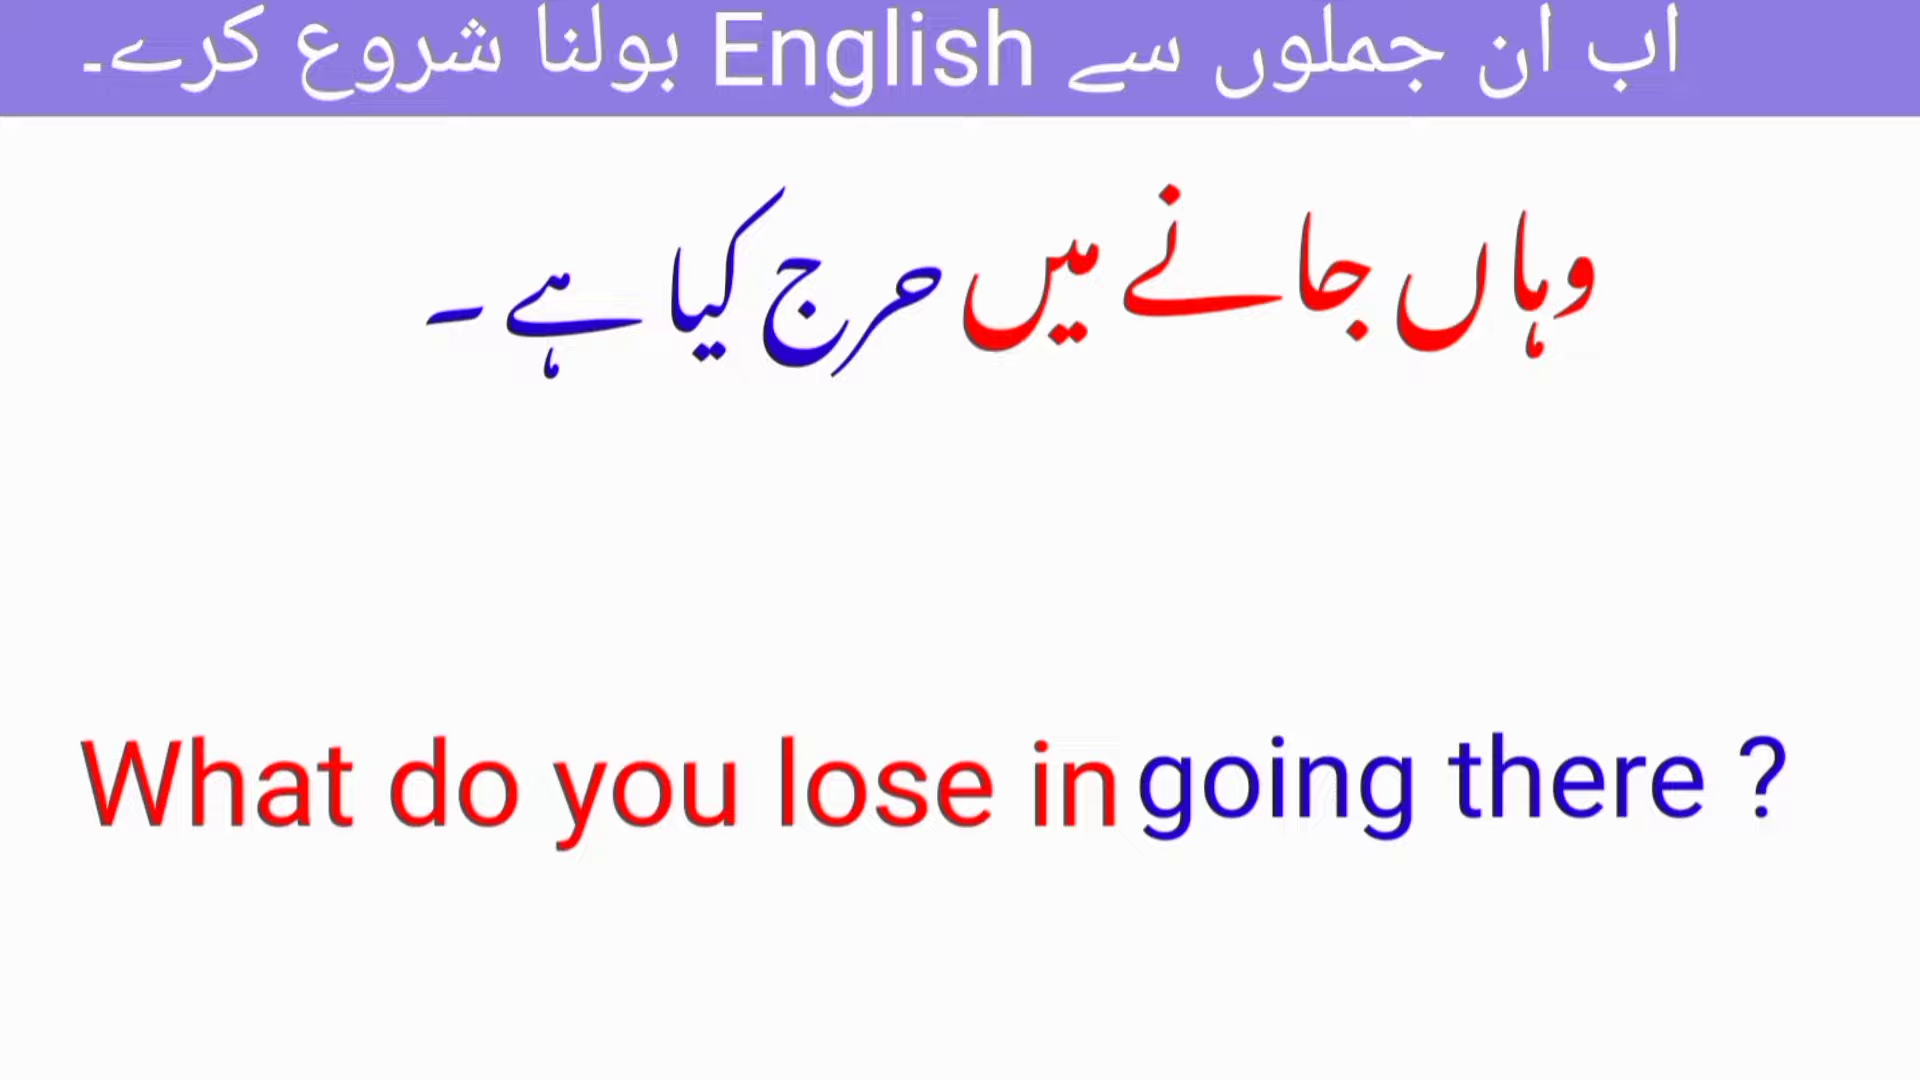 اب ان جملوں سے English بولنا شروع کرے۔
وہاں جانے میں حرج کیا ہے ۔
What do you lose in going there ?